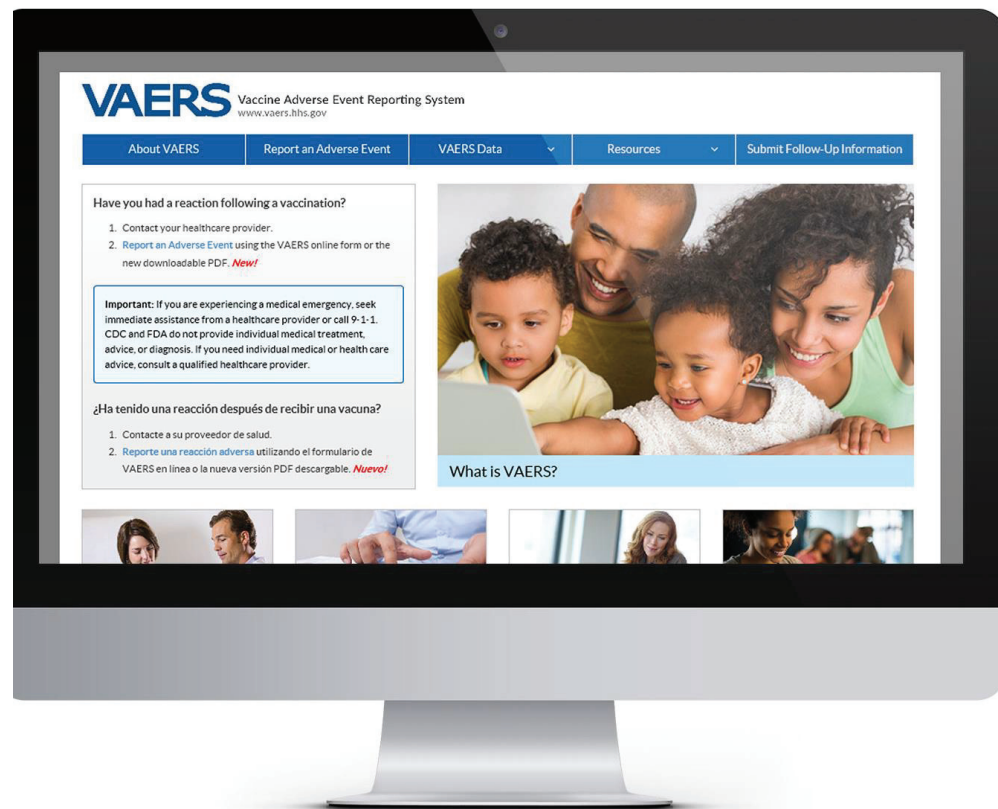 VAERS Vaccine Adverse Event Reporting System
www.vaers.hhs.gov
About VAERS
Report an Adverse Event
VAERS Data
Resources
Submit Follow-Up Information
Have you had a reaction following a vaccination?
1. Contact your healthcare provider.
2. Report an Adverse Event using the VAERS online form or the
new downloadable PDF. New!
Important: If you are experiencing a medical emergency, seek
immediate assistance from a healthcare provider or call 9-1-1.
CDC and FDA do not provide individual medical treatment,
advice, or diagnosis. If you need individual medical or health care
advice, consult a qualified healthcare provider.
¿Ha tenido una reacción después de recibir una vacuna?
1. Contacte a su proveedor de salud.
2. Reporte una reacción adversa utilizando el formulario de
VAERS en línea o la nueva versión PDF descargable. Nuevo!
What is VAERS?